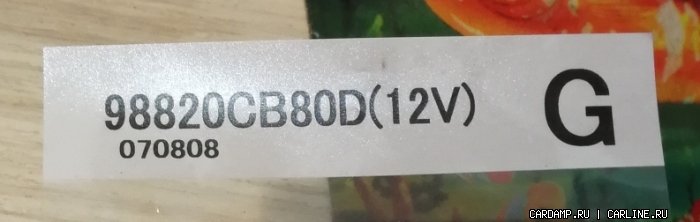 98820CB80D(12V)
G
070808
CARDAMP.RU | CARLINE.RU